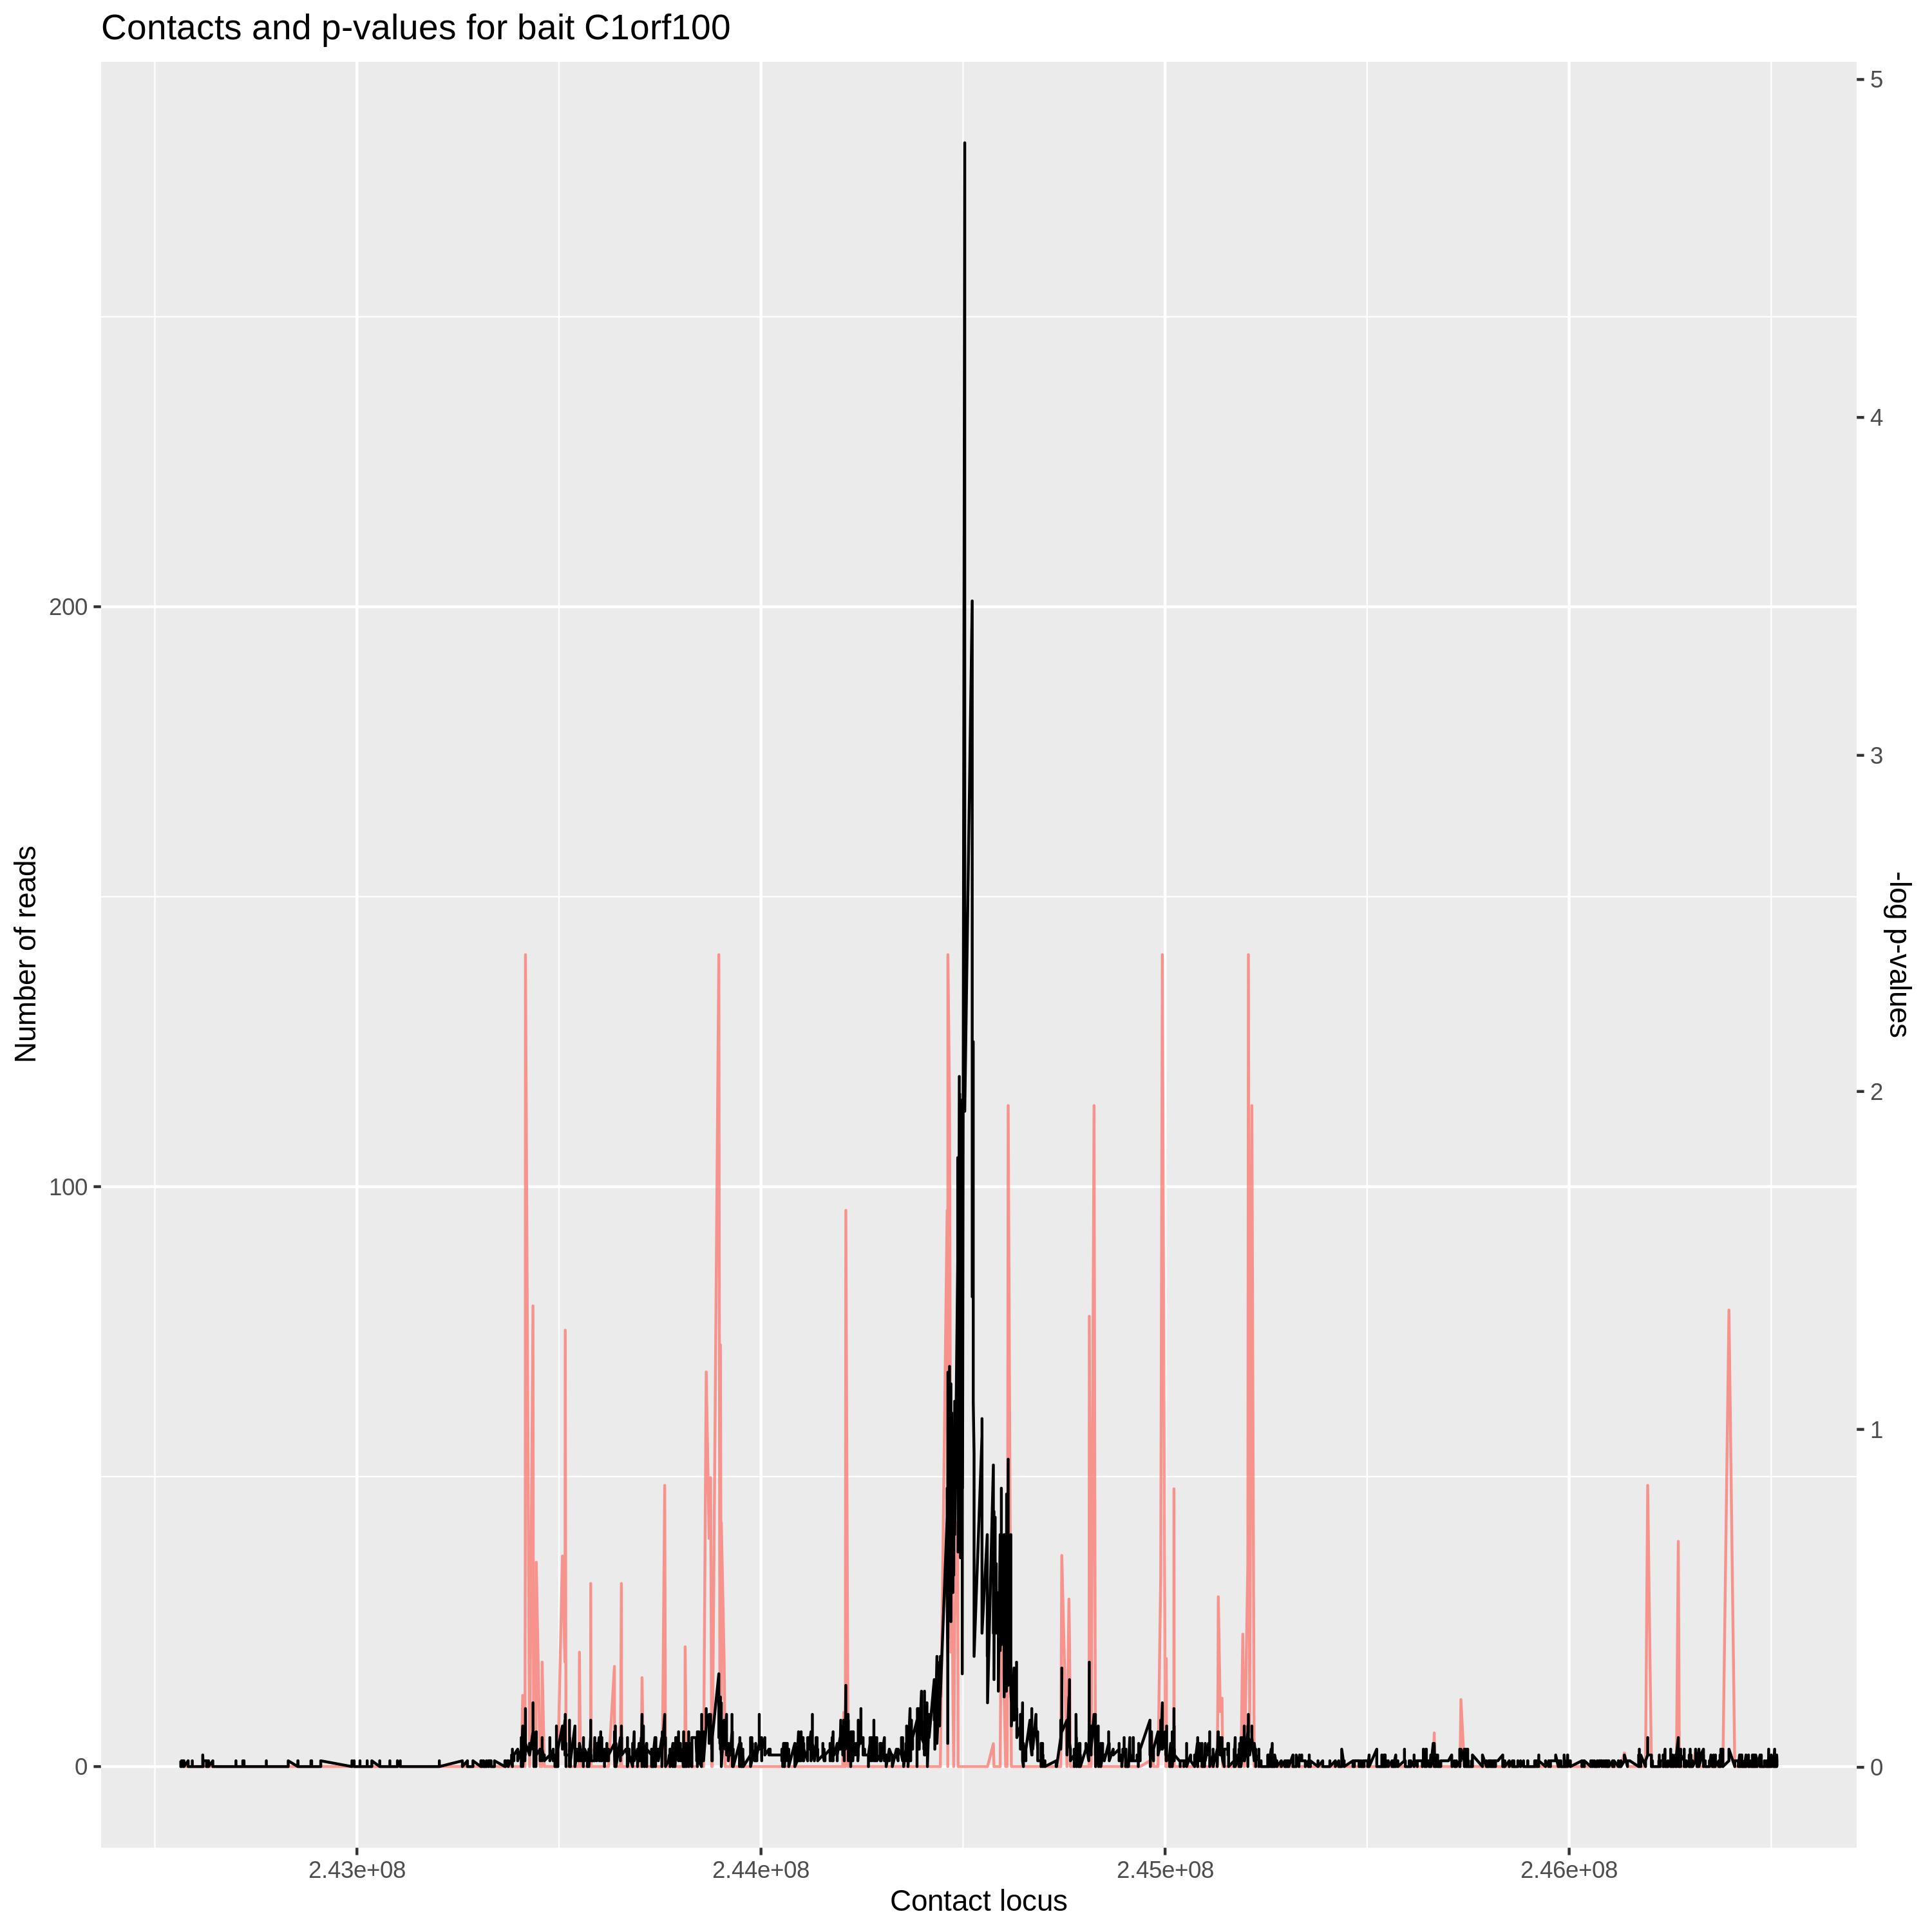 Contacts and p-values for bait C1orf100
5
4
200
3
Number of reads
-log p-values
2
100
1
0
0
2.43e+08
2.44e+08
2.45e+08
2.46e+08
Contact locus